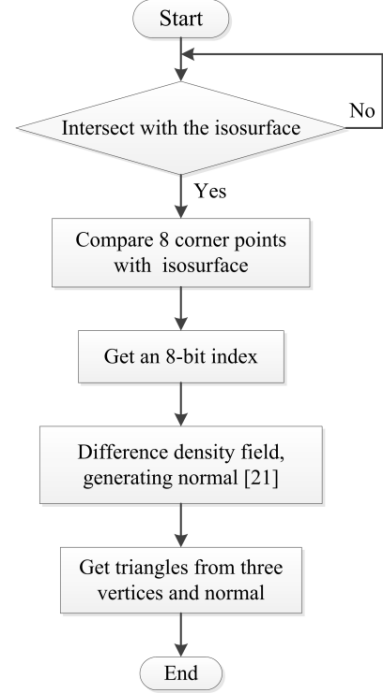 Start
No
Intersect with the isosurface
Yes
Compare 8 corner points
with isosurface
Get an 8-bit index
Difference density field,
generating normal [21]
Get triangles from three
vertices and normal
End